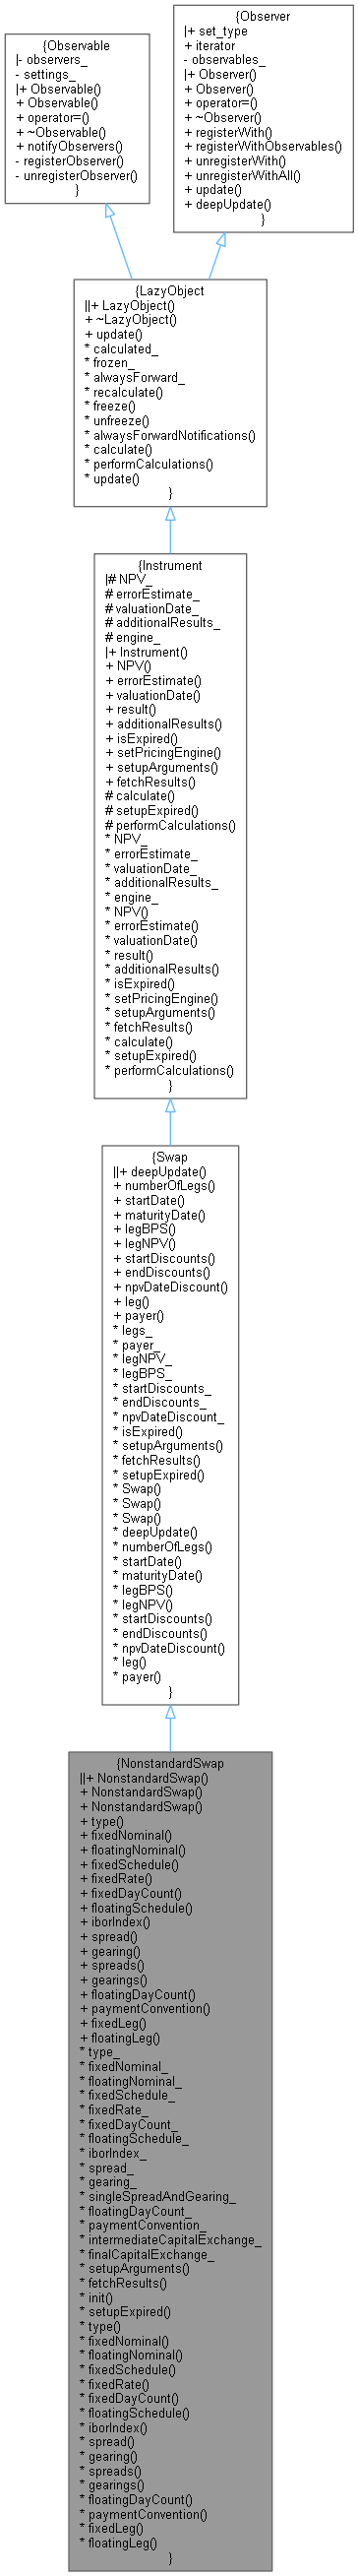 {Observable
|- observers_
- settings_
|+ Observable()
+ Observable()
+ operator=()
+ ~Observable()
+ notifyObservers()
- registerObserver()
- unregisterObserver()
}
{Observer
|+ set_type
+ iterator
- observables_
|+ Observer()
+ Observer()
+ operator=()
+ ~Observer()
+ registerWith()
+ registerWithObservables()
+ unregisterWith()
+ unregisterWithAll()
+ update()
+ deepUpdate()
}
{LazyObject
||+ LazyObject()
+ ~LazyObject()
+ update()
* calculated_
* frozen_
* alwaysForward_
* recalculate()
* freeze()
* unfreeze()
* alwaysForwardNotifications()
* calculate()
* performCalculations()
* update()
}
{Instrument
|# NPV_
# errorEstimate_
# valuationDate_
# additionalResults_
# engine_
|+ Instrument()
+ NPV()
+ errorEstimate()
+ valuationDate()
+ result()
+ additionalResults()
+ isExpired()
+ setPricingEngine()
+ setupArguments()
+ fetchResults()
# calculate()
# setupExpired()
# performCalculations()
* NPV_
* errorEstimate_
* valuationDate_
* additionalResults_
* engine_
* NPV()
* errorEstimate()
* valuationDate()
* result()
* additionalResults()
* isExpired()
* setPricingEngine()
* setupArguments()
* fetchResults()
* calculate()
* setupExpired()
* performCalculations()
}
{Swap
||+ deepUpdate()
+ numberOfLegs()
+ startDate()
+ maturityDate()
+ legBPS()
+ legNPV()
+ startDiscounts()
+ endDiscounts()
+ npvDateDiscount()
+ leg()
+ payer()
* legs_
* payer_
* legNPV_
* legBPS_
* startDiscounts_
* endDiscounts_
* npvDateDiscount_
* isExpired()
* setupArguments()
* fetchResults()
* setupExpired()
* Swap()
* Swap()
* Swap()
* deepUpdate()
* numberOfLegs()
* startDate()
* maturityDate()
* legBPS()
* legNPV()
* startDiscounts()
* endDiscounts()
* npvDateDiscount()
* leg()
* payer()
}
{NonstandardSwap
||+ NonstandardSwap()
+ NonstandardSwap()
+ NonstandardSwap()
+ type()
+ fixedNominal()
+ floatingNominal()
+ fixedSchedule()
+ fixedRate()
+ fixedDayCount()
+ floatingSchedule()
+ iborIndex()
+ spread()
+ gearing()
+ spreads()
+ gearings()
+ floatingDayCount()
+ paymentConvention()
+ fixedLeg()
+ floatingLeg()
* type_
* fixedNominal_
* floatingNominal_
* fixedSchedule_
* fixedRate_
* fixedDayCount_
* floatingSchedule_
* iborIndex_
* spread_
* gearing_
* singleSpreadAndGearing_
* floatingDayCount_
* paymentConvention_
* intermediateCapitalExchange_
* finalCapitalExchange_
* setupArguments()
* fetchResults()
* init()
* setupExpired()
* type()
* fixedNominal()
* floatingNominal()
* fixedSchedule()
* fixedRate()
* fixedDayCount()
* floatingSchedule()
* iborIndex()
* spread()
* gearing()
* spreads()
* gearings()
* floatingDayCount()
* paymentConvention()
* fixedLeg()
* floatingLeg()
}